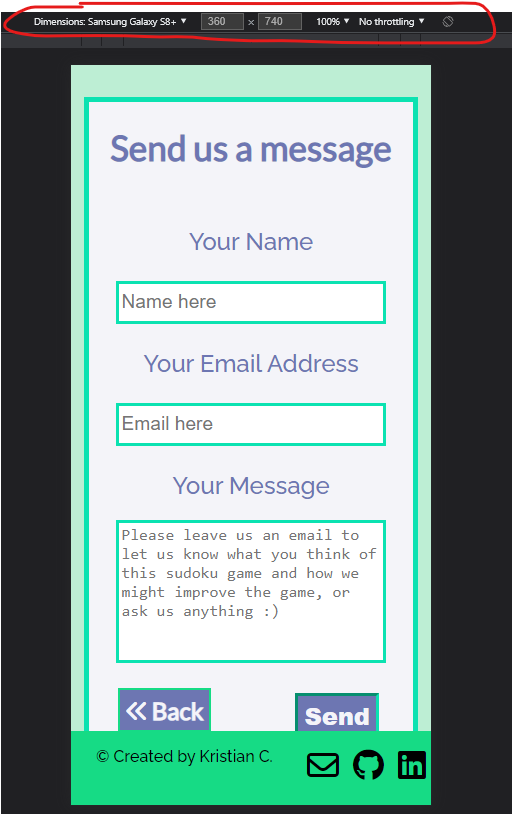 Dimensions: Samsung Galaxy S8+ ▼ 360 × 740 100% ▼ No throttling ▼
Send us a message
Your Name
Name here
Your Email Address
Email here
Your Message
Please leave us an email to
let us know what you think of
this sudoku game and how we
might improve the game, or
ask us anything :)
Back Send
© Created by Kristian C. in